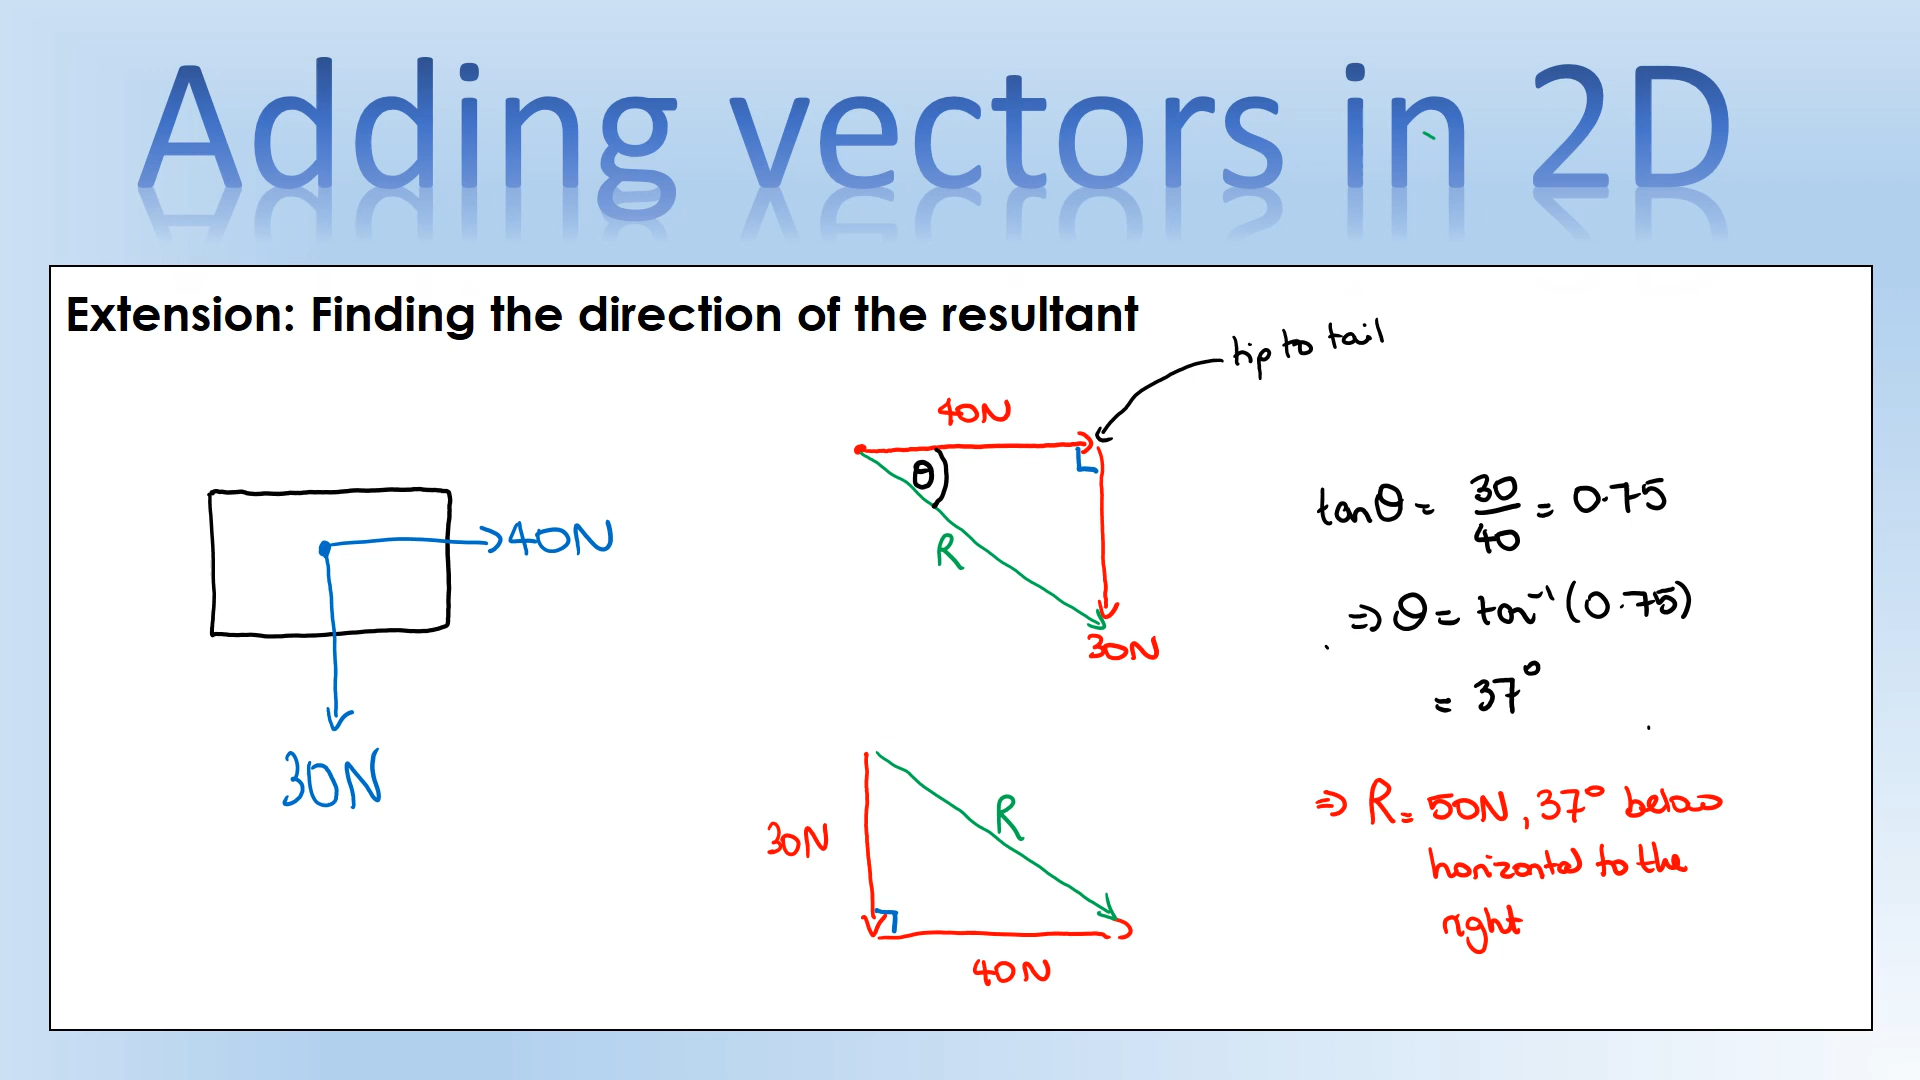 Adding vectors in 2D
Extension: Finding the direction of the resultant
tip to tail
40N
θ
R
30N
40N
30N
tanθ = 30/40 = 0.75
⇒ θ = tan⁻¹(0.75)
= 37°
30N
R
40N
⇒ R = 50N, 37° below
horizontal to the
right